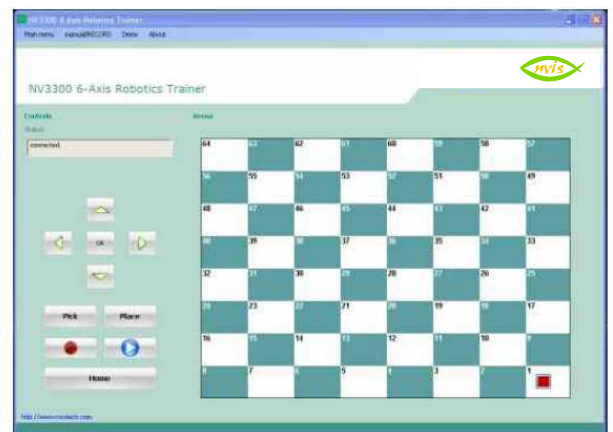 NV3300 6-Axis Robotics Trainer
Main menu manual/RECORD Demo About
nvis
NV3300 6-Axis Robotics Trainer
Controls
Arena
Status
connected.
64 63 62 61 60 59 58 57
56 55 54 53 52 51 50 49
48 47 46 45 44 43 42 41
40 39 38 37 36 35 34 33
32 31 30 29 28 27 26 25
24 23 22 21 20 19 18 17
16 15 14 13 12 11 10 9
8 7 6 5 4 3 2 1
OK
Pick Place
Home